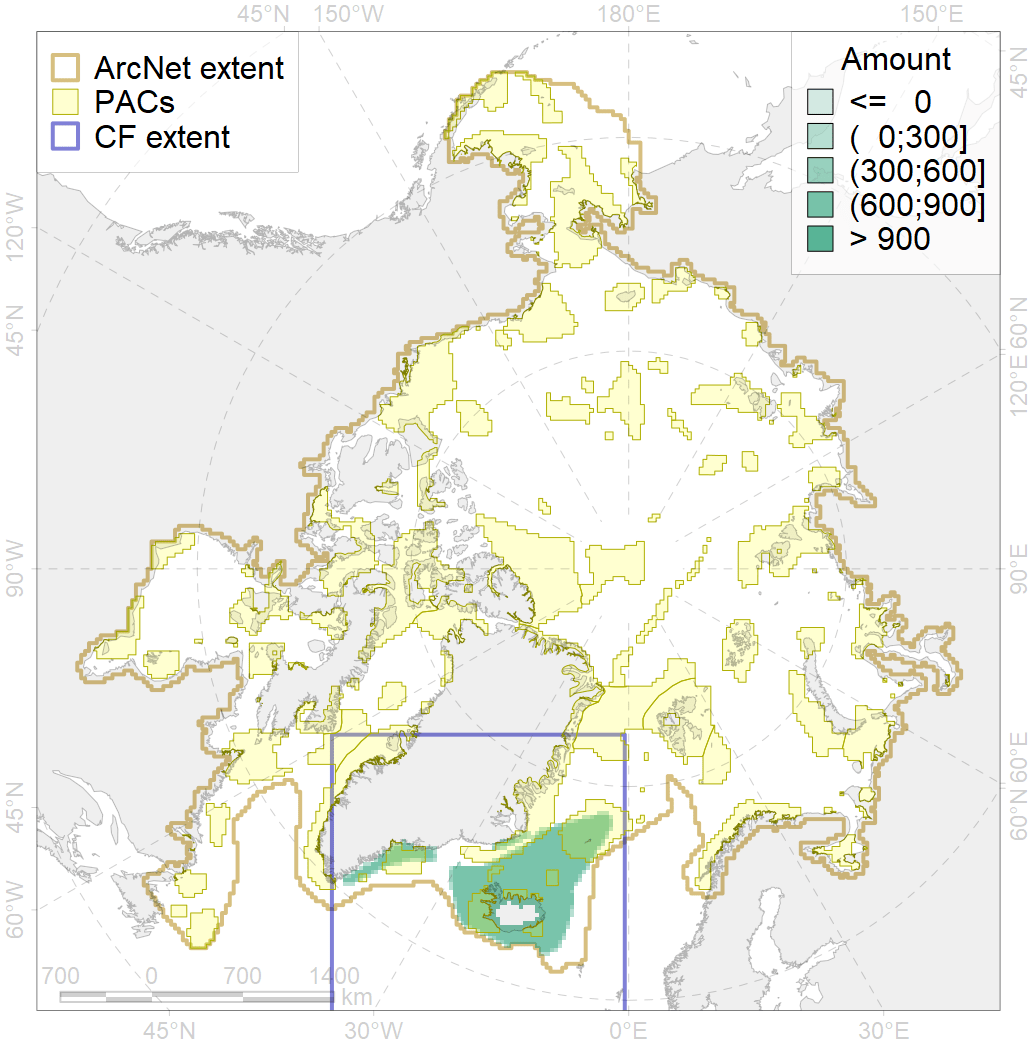 45°N 150°W 180°E 150°E
ArcNet extent
PACs
CF extent
Amount
<= 0
( 0;300]
(300;600]
(600;900]
> 900
45°N
120°W
45°N
60°N
120°E
90°W
90°E
45°N
60°E
60°N
60°W
700 0 700 1400
km
45°W 30°W 0°E 30°E